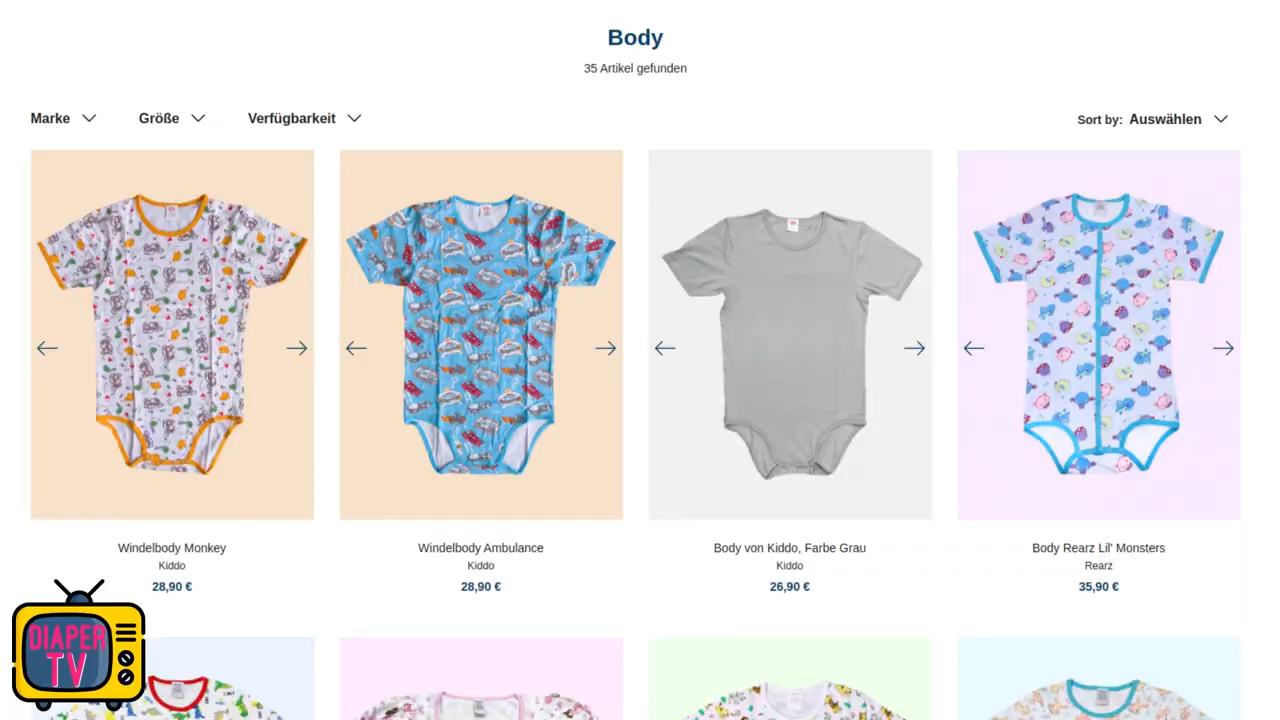 Body
35 Artikel gefunden
Marke Größe Verfügbarkeit Sort by: Auswählen
Windelbody Monkey
Kiddo
28,90 €
Windelbody Ambulance
Kiddo
28,90 €
Body von Kiddo, Farbe Grau
Kiddo
26,90 €
Body Rearz Lil' Monsters
Rearz
35,90 €
DIAPER
TV